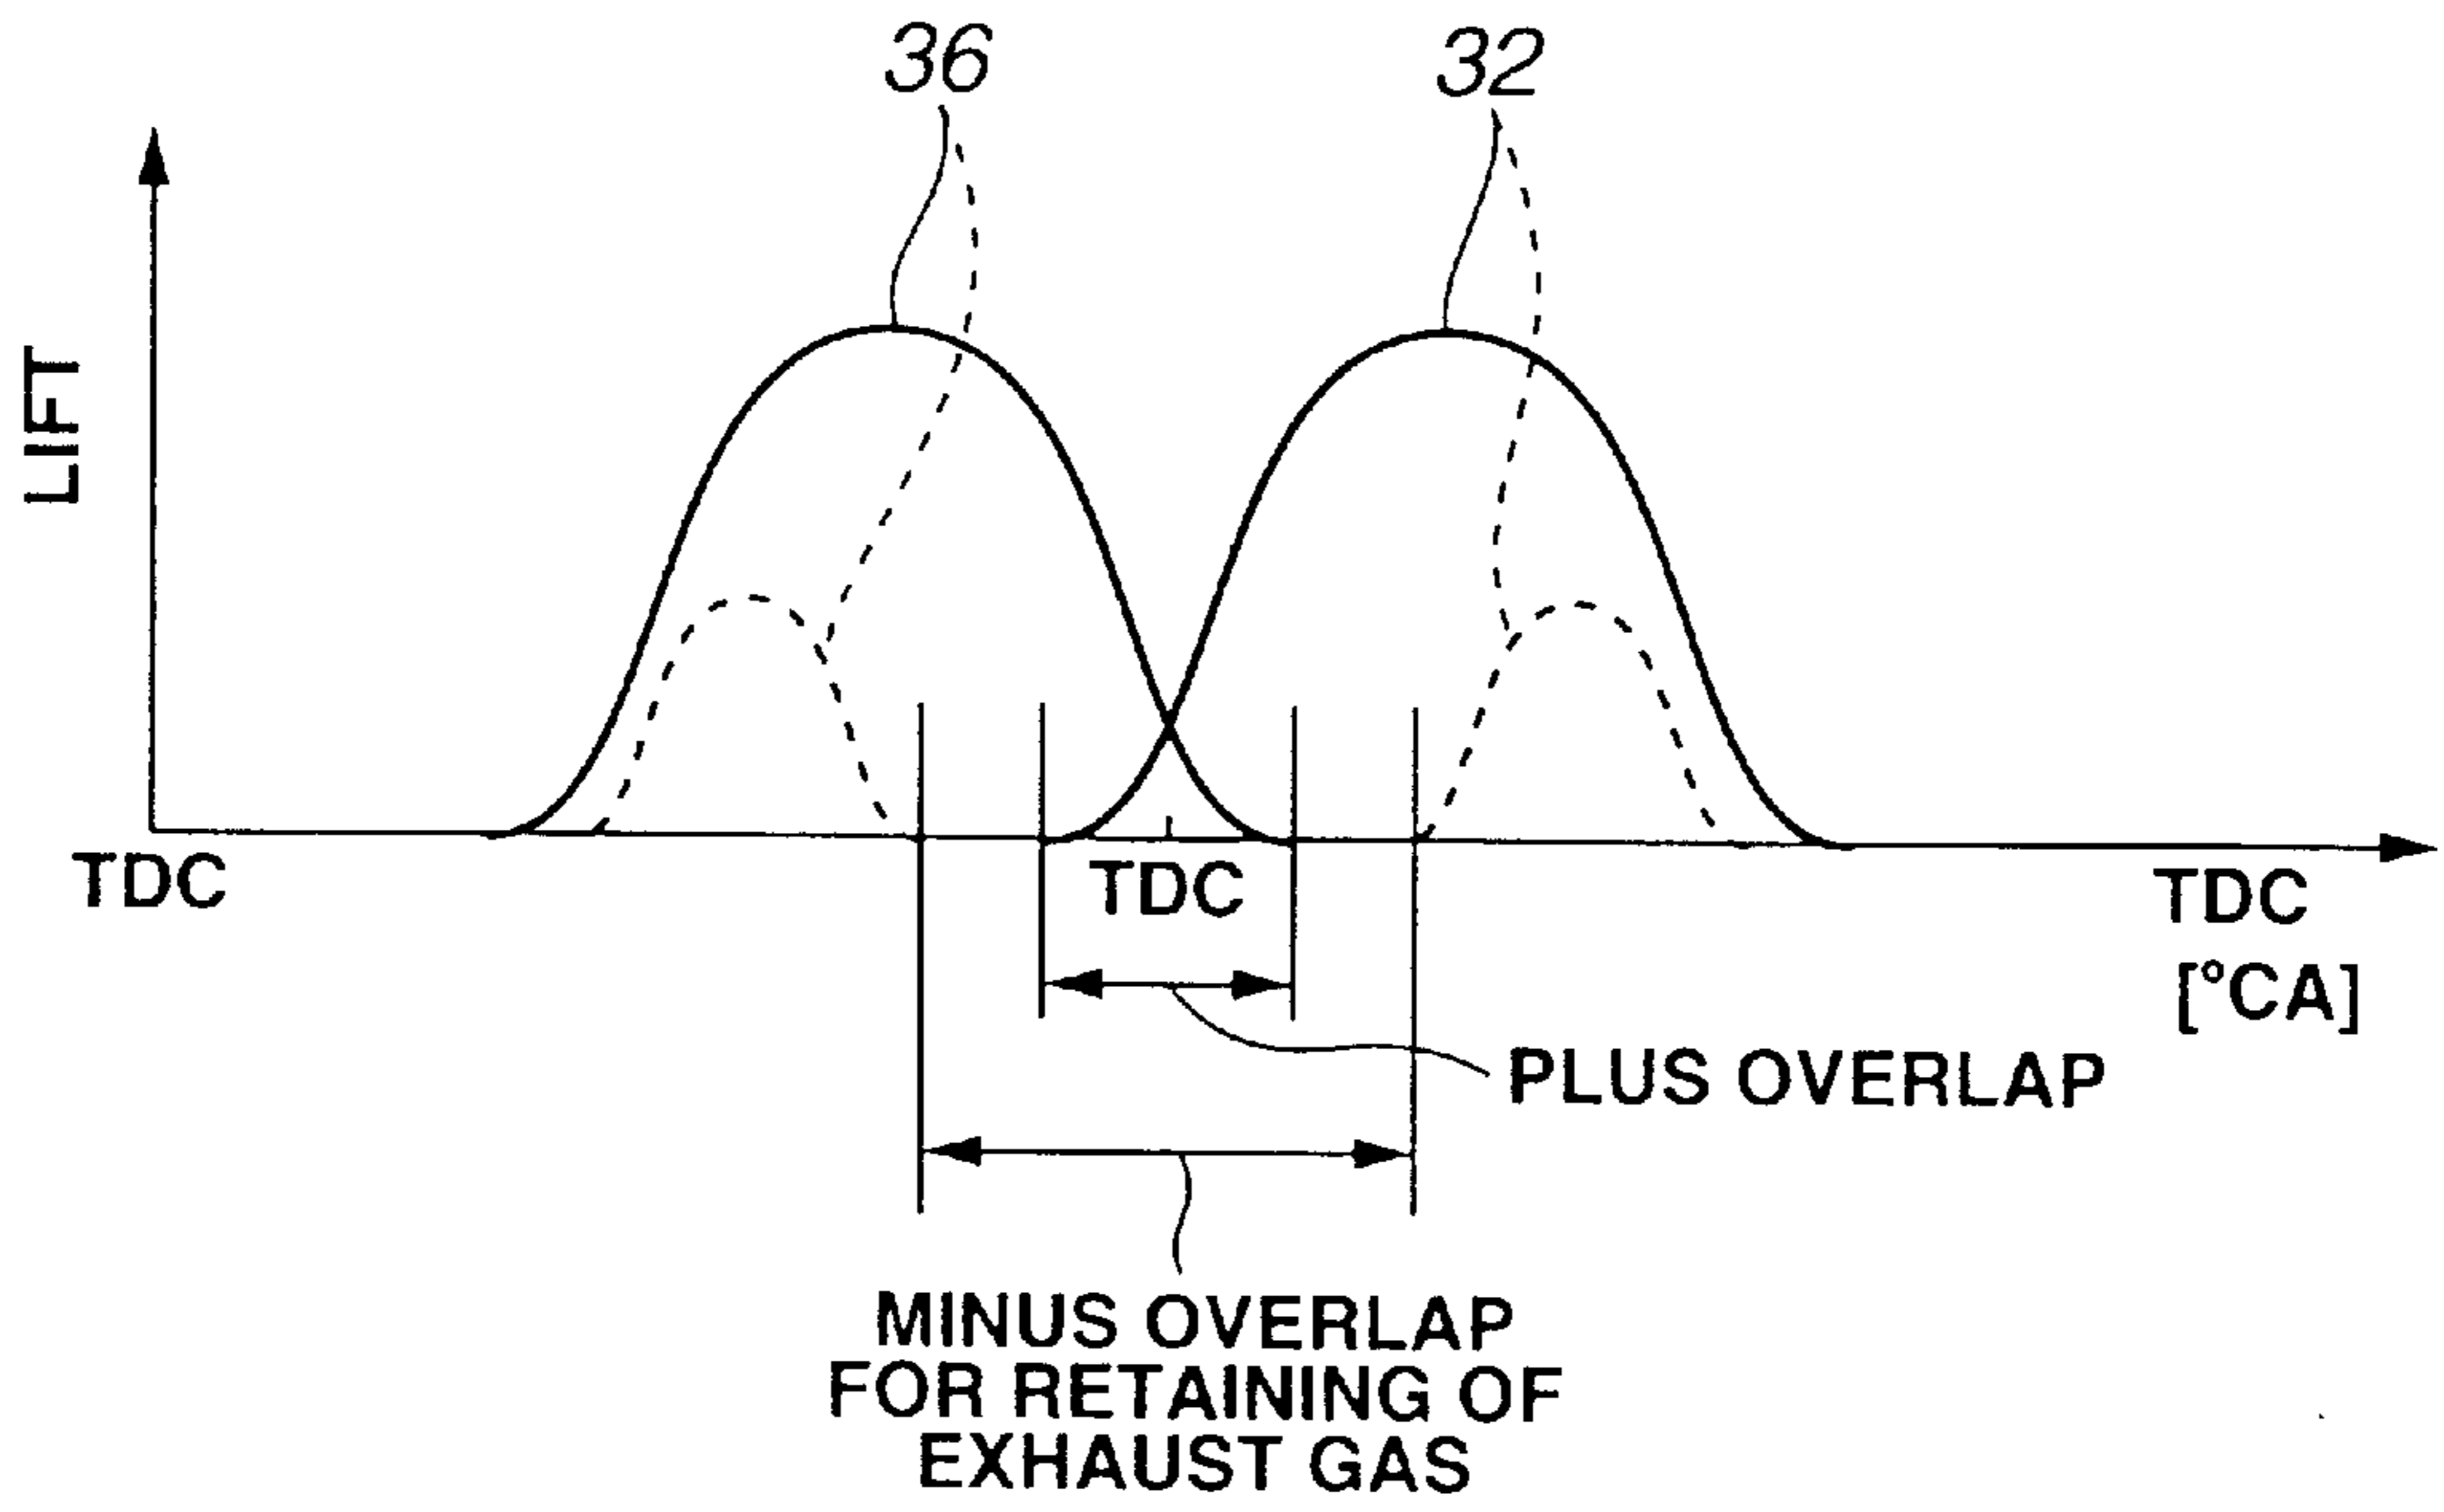 36
32
LIFT
TDC
TDC
TDC
[°CA]
PLUS OVERLAP
MINUS OVERLAP
FOR RETAINING OF
EXHAUST GAS